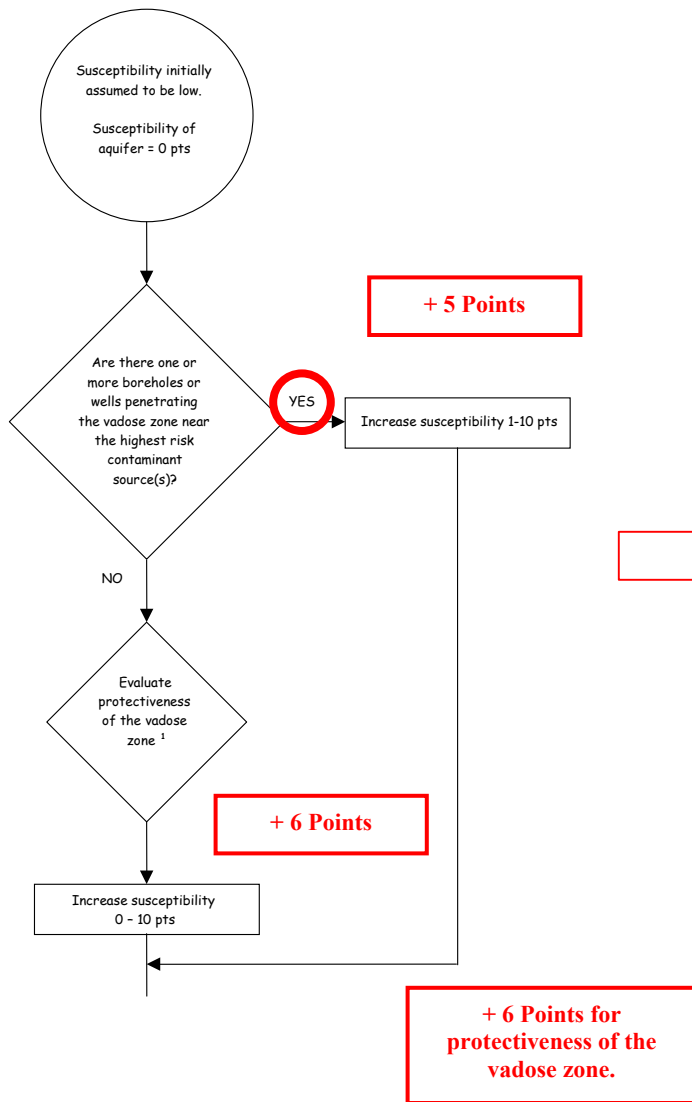 Susceptibility initially
assumed to be low.
Susceptibility of
aquifer = 0 pts
+ 5 Points
Are there one or
more boreholes or
wells penetrating
the vadose zone near
the highest risk
contaminant
source(s)?
YES
Increase susceptibility 1-10 pts
NO
Evaluate
protectiveness
of the vadose
zone ¹
+ 6 Points
Increase susceptibility
0 – 10 pts
+ 6 Points for
protectiveness of the
vadose zone.